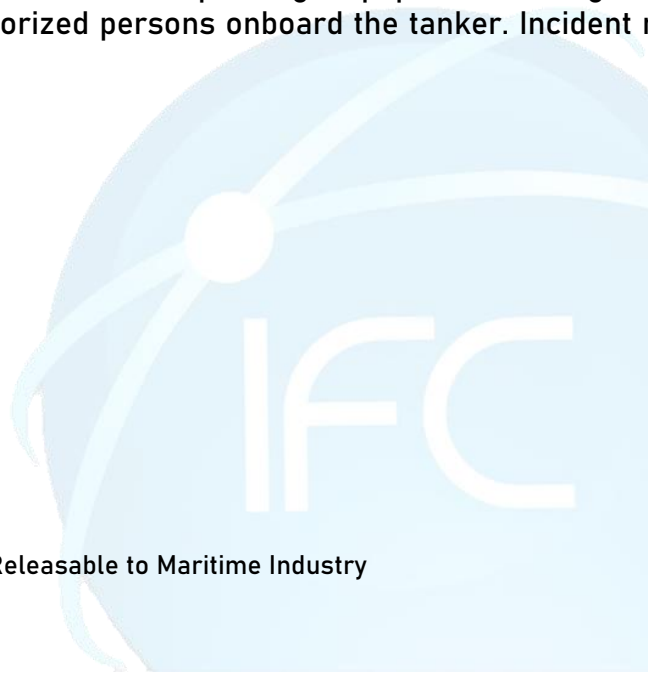 orized persons onboard the tanker. Incident
IFC
Releasable to Maritime Industry